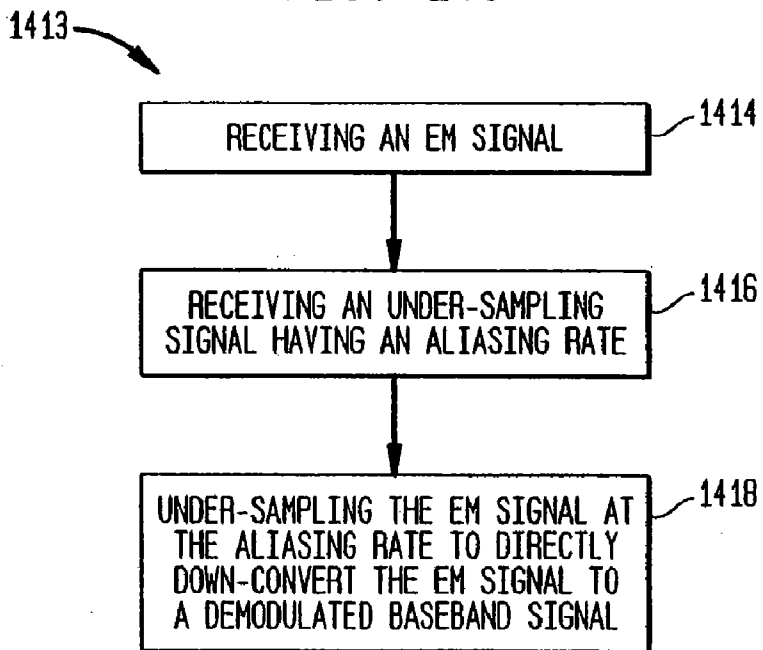 1413
RECEIVING AN EM SIGNAL
1414
RECEIVING AN UNDER-SAMPLING
SIGNAL HAVING AN ALIASING RATE
1416
UNDER-SAMPLING THE EM SIGNAL AT
THE ALIASING RATE TO DIRECTLY
DOWN-CONVERT THE EM SIGNAL TO
A DEMODULATED BASEBAND SIGNAL
1418